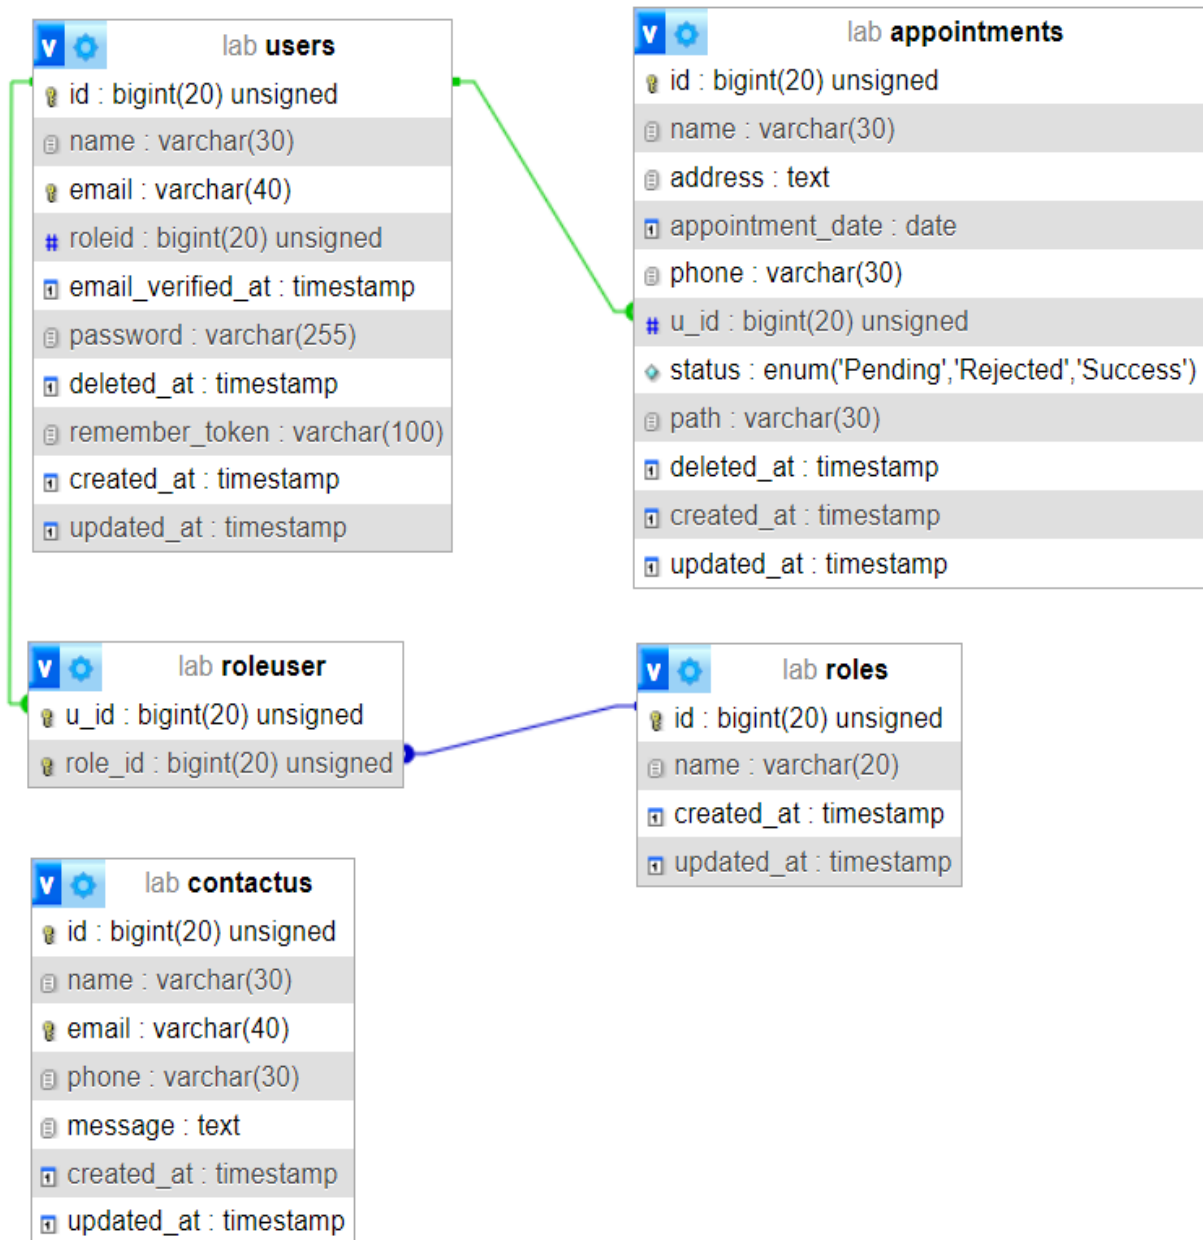 v lab users
id : bigint(20) unsigned
name : varchar(30)
email : varchar(40)
# roleid : bigint(20) unsigned
email_verified_at : timestamp
password : varchar(255)
deleted_at : timestamp
remember_token : varchar(100)
created_at : timestamp
updated_at : timestamp
v lab appointments
id : bigint(20) unsigned
name : varchar(30)
address : text
appointment_date : date
phone : varchar(30)
# u_id : bigint(20) unsigned
status : enum('Pending','Rejected','Success')
path : varchar(30)
deleted_at : timestamp
created_at : timestamp
updated_at : timestamp
v lab roleuser
u_id : bigint(20) unsigned
role_id : bigint(20) unsigned
v lab roles
id : bigint(20) unsigned
name : varchar(20)
created_at : timestamp
updated_at : timestamp
v lab contactus
id : bigint(20) unsigned
name : varchar(30)
email : varchar(40)
phone : varchar(30)
message : text
created_at : timestamp
updated_at : timestamp